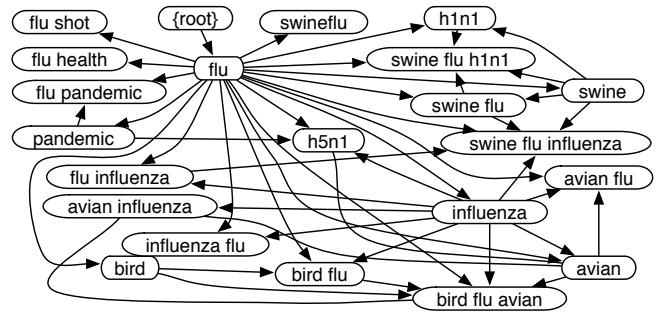 flu shot
{root}
swineflu
h1n1
flu health
swine flu h1n1
flu
flu pandemic
swine
swine flu
pandemic
h5n1
swine flu influenza
flu influenza
avian flu
avian influenza
influenza
influenza flu
bird
bird flu
avian
bird flu avian